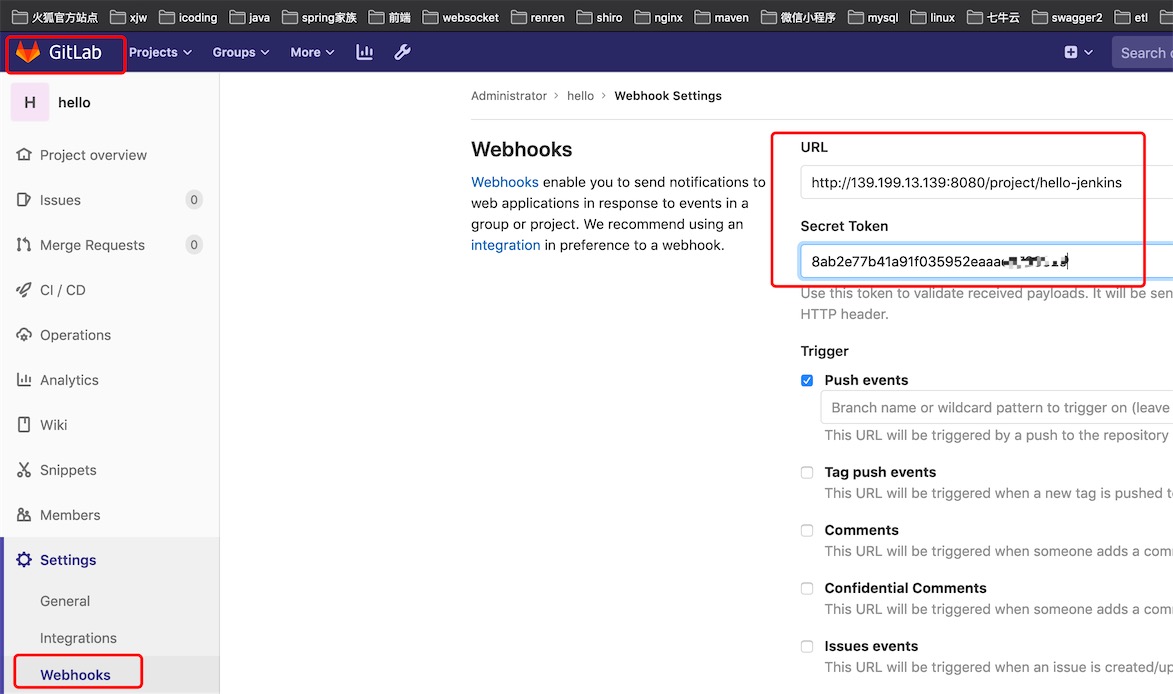 火狐官方站点 xjw icoding java spring家族 前端 websocket renren shiro nginx maven 微信小程序 mysql linux 七牛云 swagger2 etl
GitLab Projects Groups More Search
H hello
Project overview
Issues 0
Merge Requests 0
CI / CD
Operations
Analytics
Wiki
Snippets
Members
Settings
General
Integrations
Webhooks
Administrator > hello > Webhook Settings
Webhooks
Webhooks enable you to send notifications to
web applications in response to events in a
group or project. We recommend using an
integration in preference to a webhook.
URL
http://139.199.13.139:8080/project/hello-jenkins
Secret Token
8ab2e77b41a91f035952eaaa
Use this token to validate received payloads. It will be sen
HTTP header.
Trigger
Push events
Branch name or wildcard pattern to trigger on (leave
This URL will be triggered by a push to the repository
Tag push events
This URL will be triggered when a new tag is pushed t
Comments
This URL will be triggered when someone adds a com
Confidential Comments
This URL will be triggered when someone adds a com
Issues events
This URL will be triggered when an issue is created/up